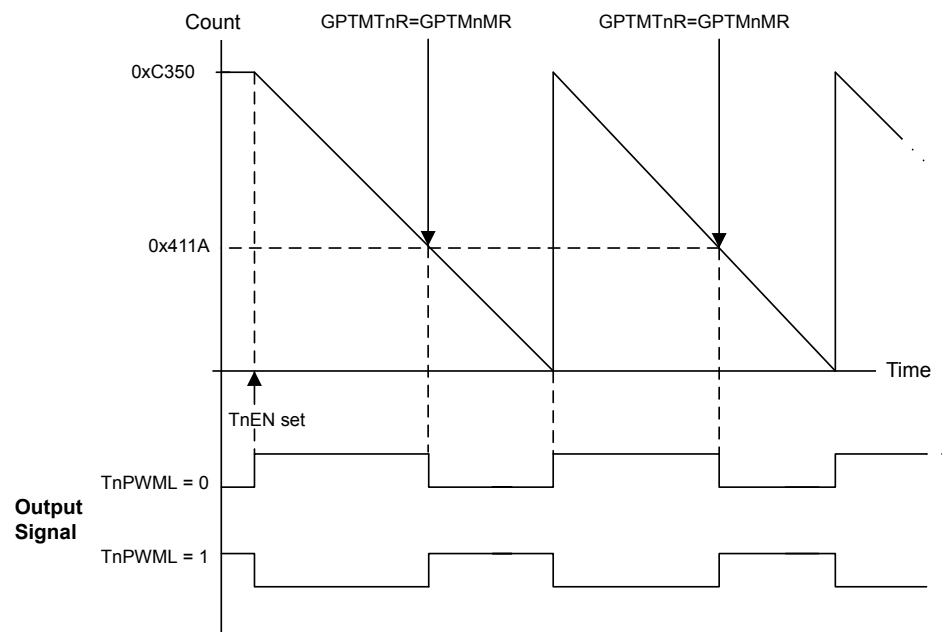 Count
GPTMTnR=GPTMnMR
GPTMTnR=GPTMnMR
0xC350
0x411A
Time
TnEN set
TnPWML = 0
Output
Signal
TnPWML = 1